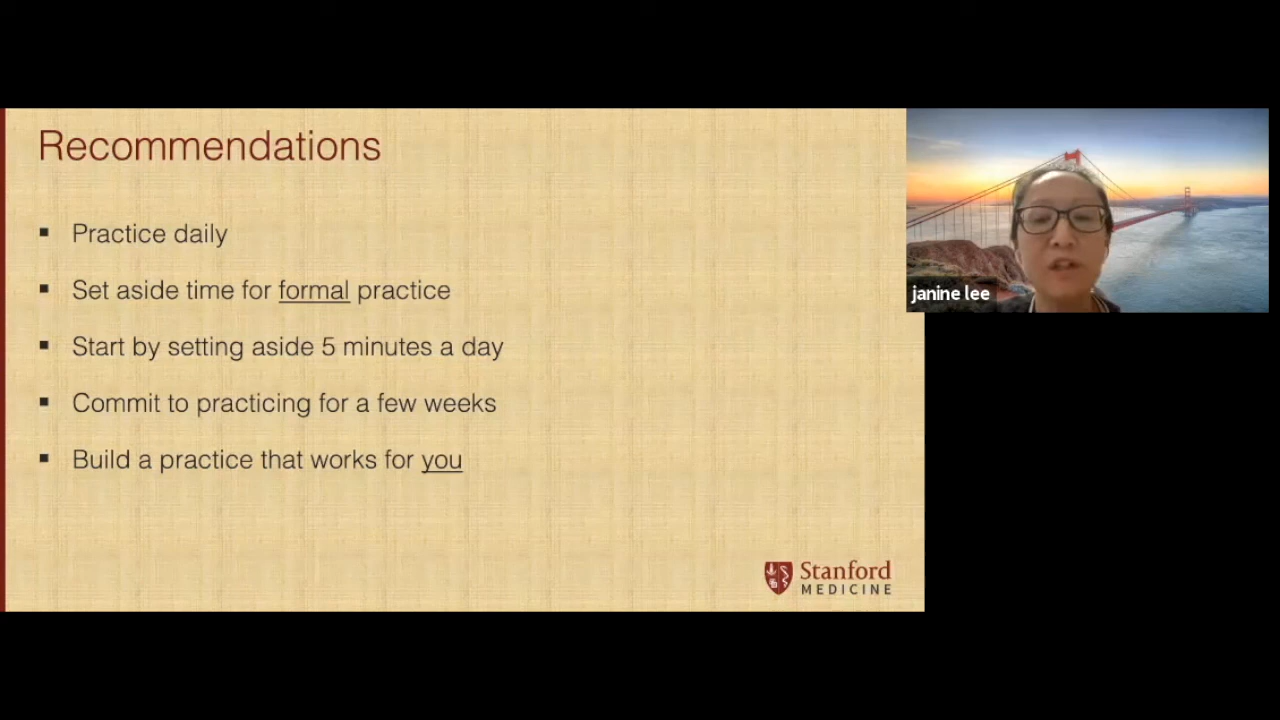 Recommendations
Practice daily
Set aside time for formal practice
Start by setting aside 5 minutes a day
Commit to practicing for a few weeks
Build a practice that works for you
janine lee
Stanford
MEDICINE